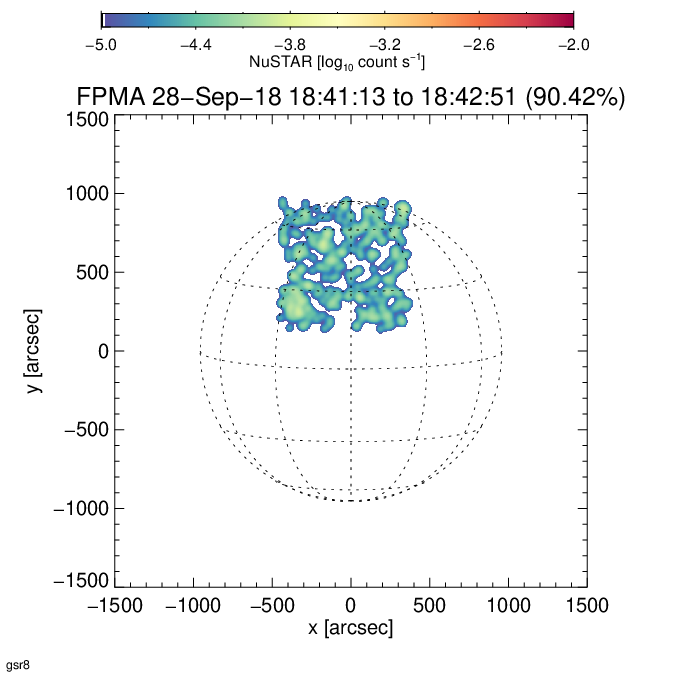 −5.0 −4.4 −3.8 −3.2 −2.6 −2.0
NuSTAR [log10 count s−1]
FPMA 28−Sep−18 18:41:13 to 18:42:51 (90.42%)
1500
1000
500
0
−500
−1000
−1500
y [arcsec]
−1500 −1000 −500 0 500 1000 1500
x [arcsec]
gsr8